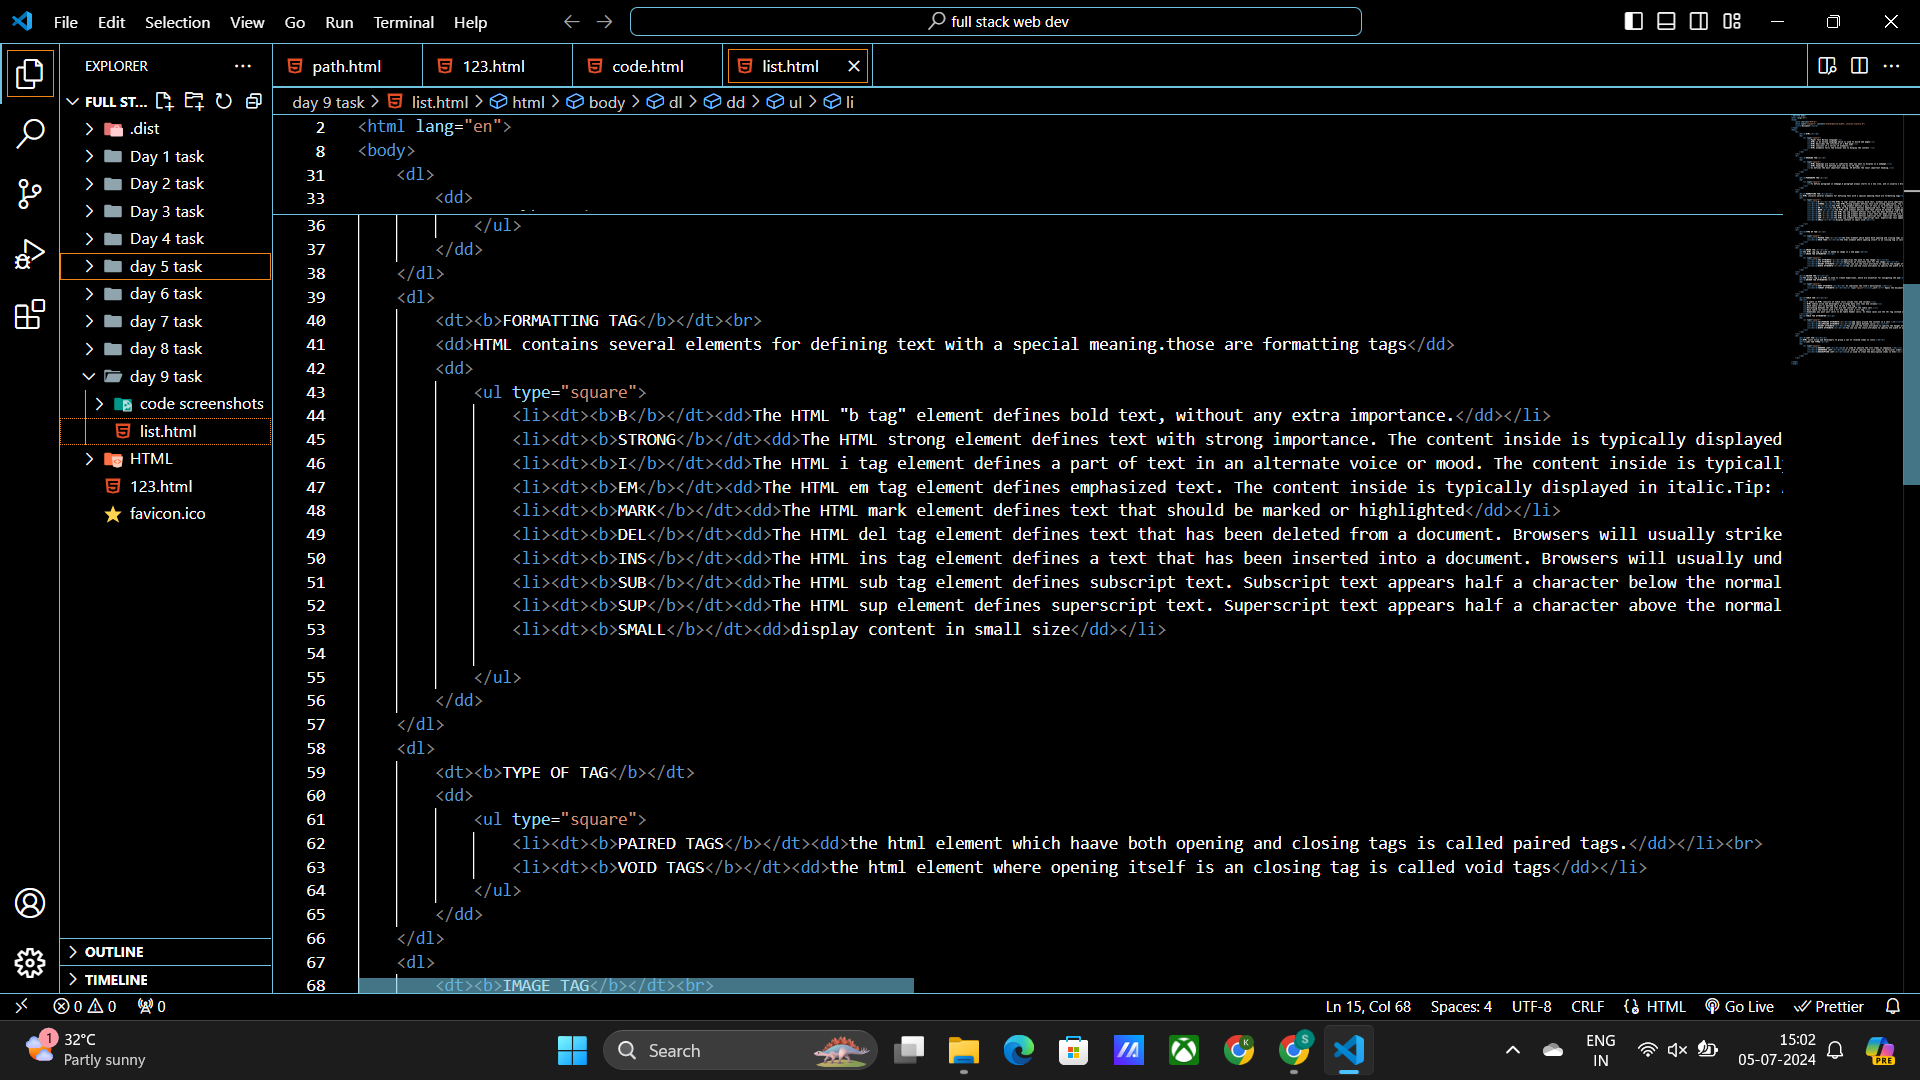 File Edit Selection View Go Run Terminal Help
full stack web dev
EXPLORER
path.html
123.html
code.html
list.html
FULL ST...
day 9 task > list.html > html > body > dl > dd > ul > li
.dist
Day 1 task
Day 2 task
Day 3 task
Day 4 task
day 5 task
day 6 task
day 7 task
day 8 task
day 9 task
code screenshots
list.html
HTML
123.html
favicon.ico
OUTLINE
TIMELINE
2 <html lang="en">
8 <body>
31 <dl>
33 <dd>
36 </ul>
37 </dd>
38 </dl>
39 <dl>
40 <dt><b>FORMATTING TAG</b></dt><br>
41 <dd>HTML contains several elements for defining text with a special meaning.those are formatting tags</dd>
42 <dd>
43 <ul type="square">
44 <li><dt><b>B</b></dt><dd>The HTML "b tag" element defines bold text, without any extra importance.</dd></li>
45 <li><dt><b>STRONG</b></dt><dd>The HTML strong element defines text with strong importance. The content inside is typically displayed
46 <li><dt><b>I</b></dt><dd>The HTML i tag element defines a part of text in an alternate voice or mood. The content inside is typicall
47 <li><dt><b>EM</b></dt><dd>The HTML em tag element defines emphasized text. The content inside is typically displayed in italic.Tip:
48 <li><dt><b>MARK</b></dt><dd>The HTML mark element defines text that should be marked or highlighted</dd></li>
49 <li><dt><b>DEL</b></dt><dd>The HTML del tag element defines text that has been deleted from a document. Browsers will usually strike
50 <li><dt><b>INS</b></dt><dd>The HTML ins tag element defines a text that has been inserted into a document. Browsers will usually und
51 <li><dt><b>SUB</b></dt><dd>The HTML sub tag element defines subscript text. Subscript text appears half a character below the normal
52 <li><dt><b>SUP</b></dt><dd>The HTML sup element defines superscript text. Superscript text appears half a character above the normal
53 <li><dt><b>SMALL</b></dt><dd>display content in small size</dd></li>
54
55 </ul>
56 </dd>
57 </dl>
58 <dl>
59 <dt><b>TYPE OF TAG</b></dt>
60 <dd>
61 <ul type="square">
62 <li><dt><b>PAIRED TAGS</b></dt><dd>the html element which haave both opening and closing tags is called paired tags.</dd></li><br>
63 <li><dt><b>VOID TAGS</b></dt><dd>the html element where opening itself is an closing tag is called void tags</dd></li>
64 </ul>
65 </dd>
66 </dl>
67 <dl>
68 <dt><b>IMAGE TAG</b></dt><br>
0 0 0
Ln 15, Col 68 Spaces: 4 UTF-8 CRLF HTML Go Live Prettier
1
32°C
Partly sunny
Search
K
S
ENG
IN
15:02
05-07-2024
PRE